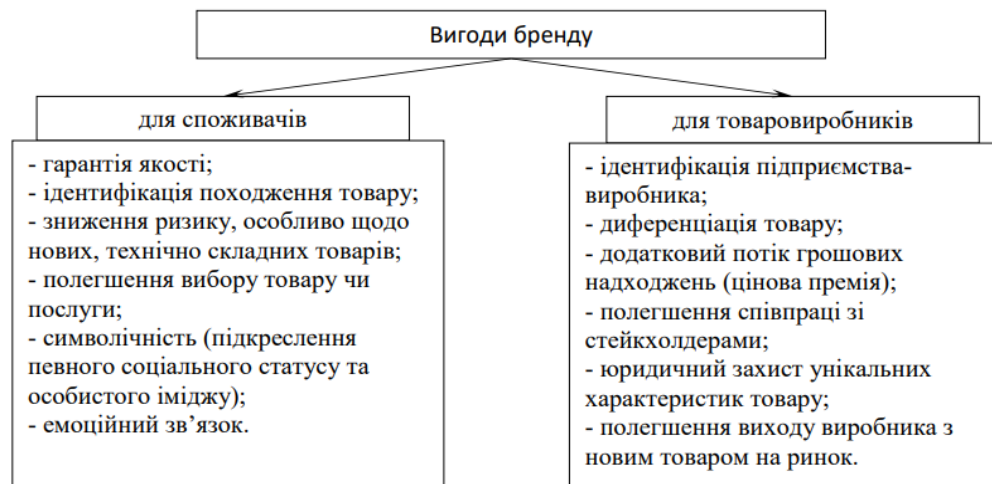 Вигоди бренду
для споживачів
- гарантія якості;
- ідентифікація походження товару;
- зниження ризику, особливо щодо
нових, технічно складних товарів;
- полегшення вибору товару чи
послуги;
- символічність (підкреслення
певного соціального статусу та
особистого іміджу);
- емоційний зв’язок.
для товаровиробників
- ідентифікація підприємства-
виробника;
- диференціація товару;
- додатковий потік грошових
надходжень (цінова премія);
- полегшення співпраці зі
стейкхолдерами;
- юридичний захист унікальних
характеристик товару;
- полегшення виходу виробника з
новим товаром на ринок.